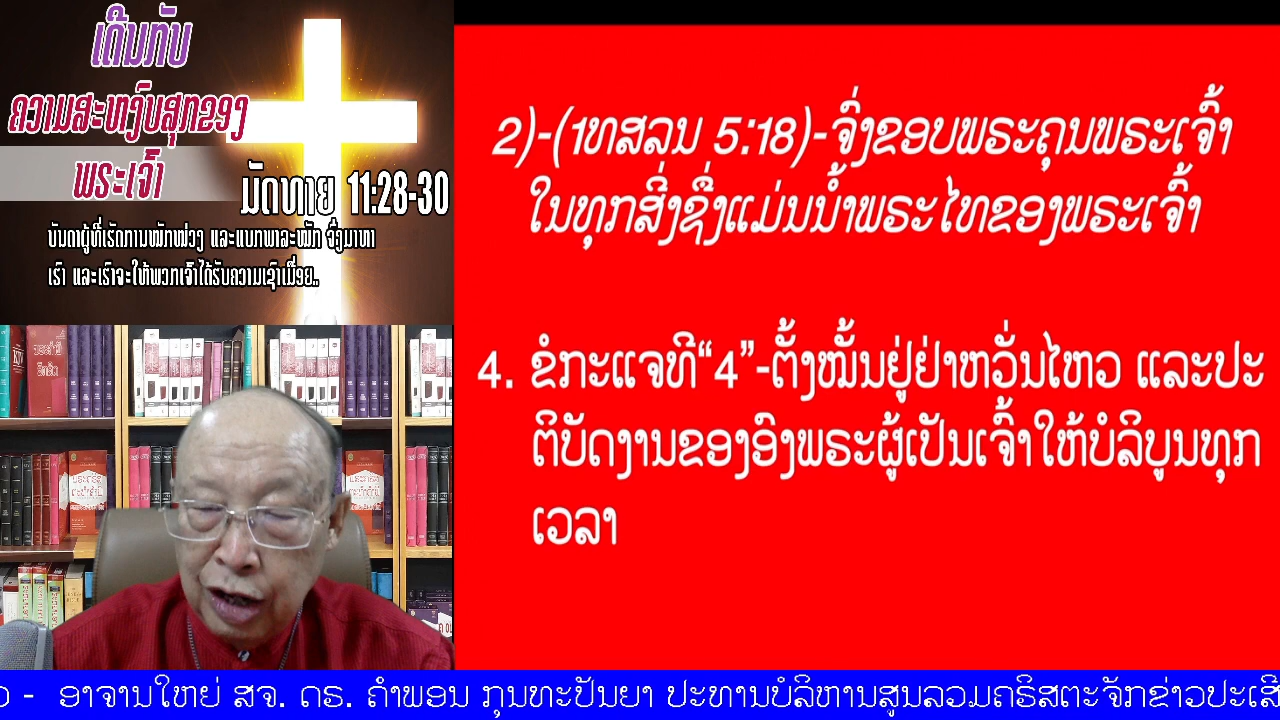 ເດີນກັບ
ຄວາມສະຫງົບສຸກຂອງ
ພຣະເຈົ້າ
ມັດທາຍ 11:28-30
ບັນດາຜູ້ທີ່ເຮັດການໜັກໜ່ວງ ແລະແບກພາລະໜັກ ຈົ່ງມາຫາ
ເຮົາ ແລະເຮົາຈະໃຫ້ພວກເຈົ້າໄດ້ຮັບຄວາມເຊົາເມື່ອຍ..
2)-(1ທສລນ 5:18)-ຈົ່ງຂອບພຣະຄຸນພຣະເຈົ້າ
ໃນທຸກສິ່ງຊຶ່ງແມ່ນນ້ຳພຣະໄທຂອງພຣະເຈົ້າ
4. ຂໍກະແຈທີ“4”-ຕັ້ງໝັ້ນຢູ່ຢ່າຫວັ່ນໄຫວ ແລະປະ
ຕິບັດງານຂອງອົງພຣະຜູ້ເປັນເຈົ້າໃຫ້ບໍລິບູນທຸກ
ເວລາ
- ອາຈານໃຫຍ່ ສຈ. ດຣ. ຄຳພອນ ກຸນທະປັນຍາ ປະທານບໍລິຫານສູນລວມຄຣິສຕະຈັກຂ່າວປະເສີ